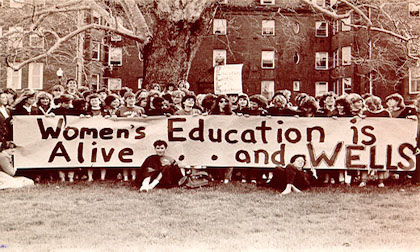 Women's Education is
Alive . . . and WELLS